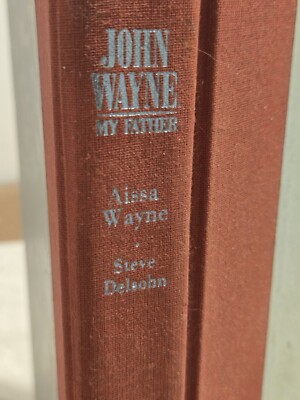 JOHN
WAYNE
MY FATHER
Aissa
Wayne
Steve
Delsohn